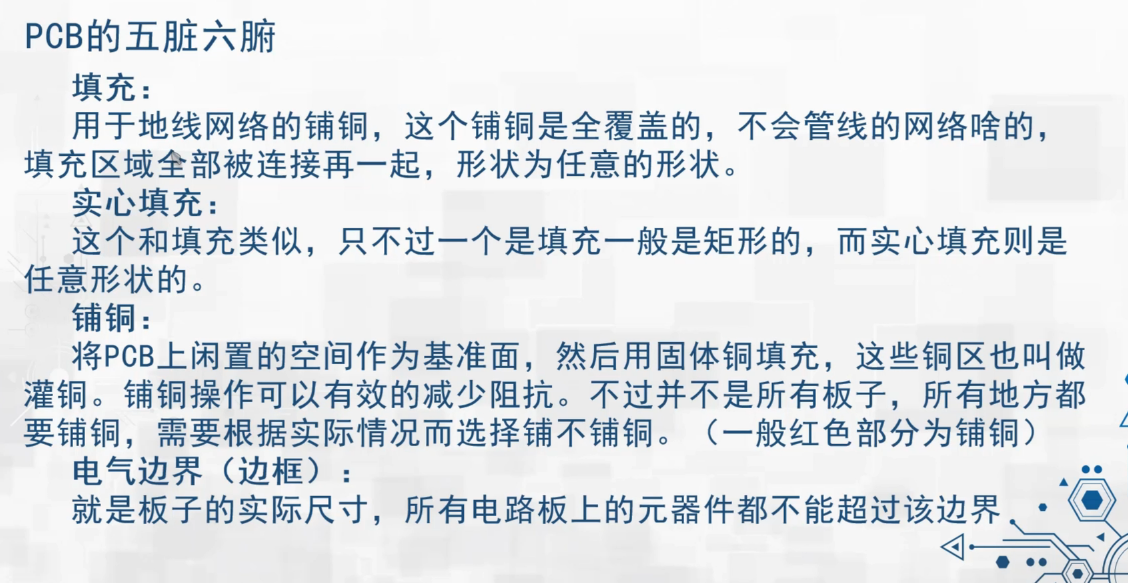 PCB的五脏六腑
填充：
用于地线网络的铺铜，这个铺铜是全覆盖的，不会管线的网络啥的，
填充区域全部被连接再一起，形状为任意的形状。
实心填充：
这个和填充类似，只不过一个是填充一般是矩形的，而实心填充则是
任意形状的。
铺铜：
将PCB上闲置的空间作为基准面，然后用固体铜填充，这些铜区也叫做
灌铜。铺铜操作可以有效的减少阻抗。不过并不是所有板子，所有地方都
要铺铜，需要根据实际情况而选择铺不铺铜。（一般红色部分为铺铜）
电气边界（边框）：
就是板子的实际尺寸，所有电路板上的元器件都不能超过该边界